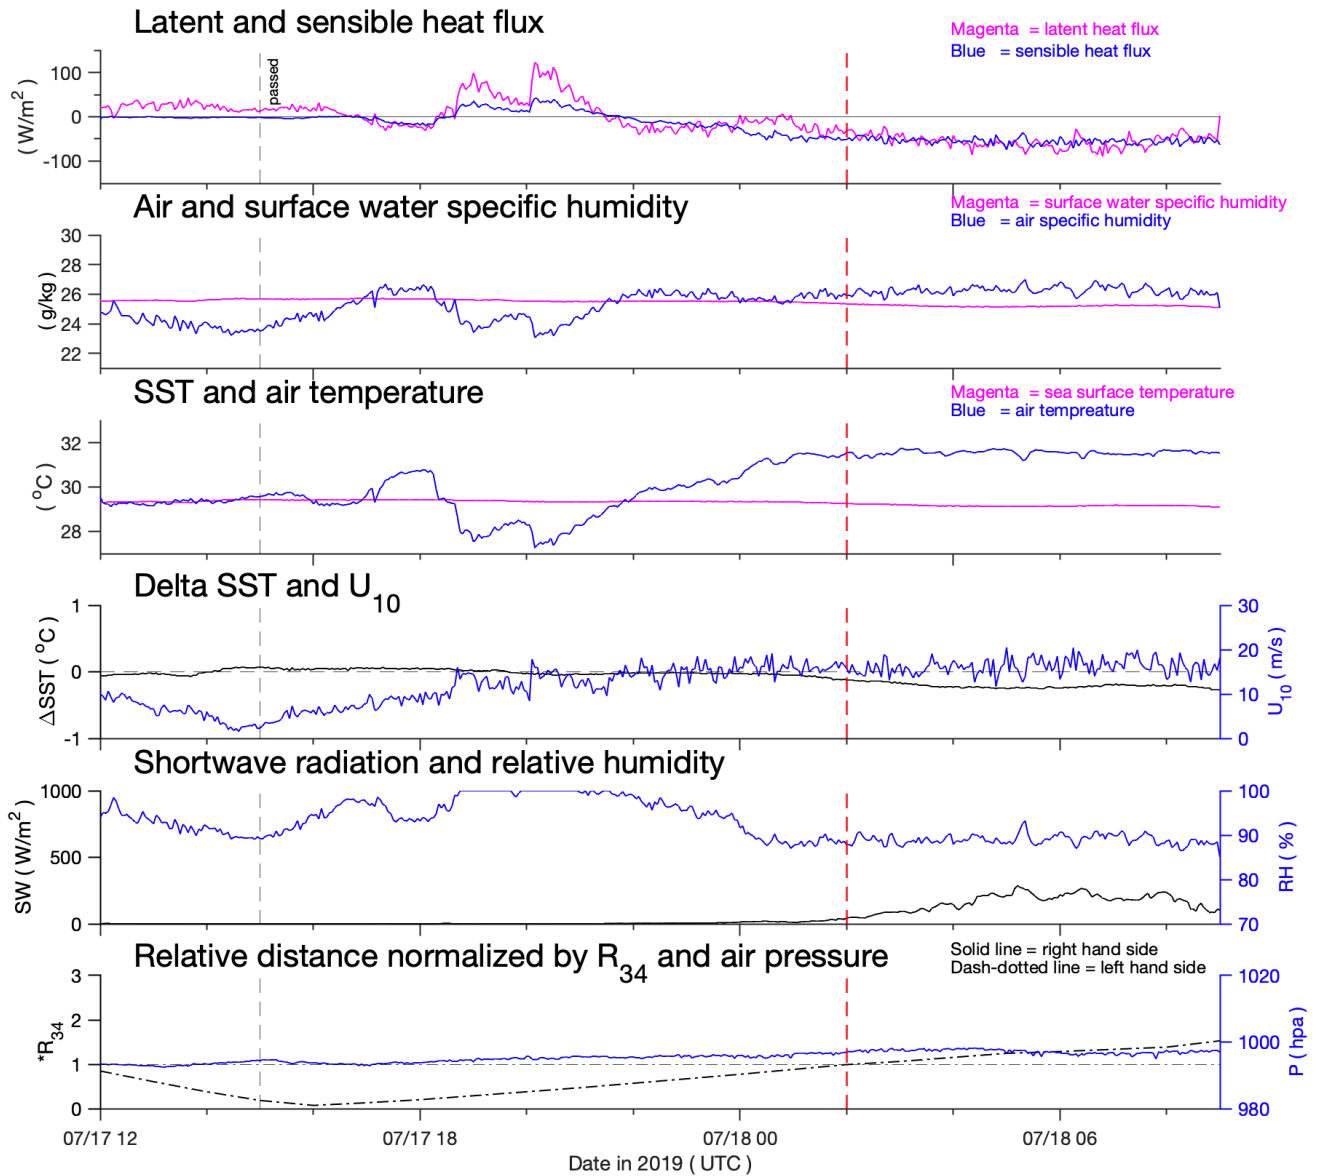 Latent and sensible heat flux
Magenta = latent heat flux
Blue = sensible heat flux
passed
100
0
-100
( W/m2 )
Air and surface water specific humidity
Magenta = surface water specific humidity
Blue = air specific humidity
30
28
26
24
22
( g/kg )
SST and air temperature
Magenta = sea surface temperature
Blue = air tempreature
32
30
28
( oC )
Delta SST and U10
1
0
-1
ΔSST ( oC )
30
20
10
0
U10 ( m/s )
Shortwave radiation and relative humidity
1000
500
0
SW ( W/m2 )
100
90
80
70
RH ( % )
Relative distance normalized by R34 and air pressure
Solid line = right hand side
Dash-dotted line = left hand side
3
2
1
0
*R34
1020
1000
980
P ( hpa )
07/17 12
07/17 18
07/18 00
07/18 06
Date in 2019 ( UTC )